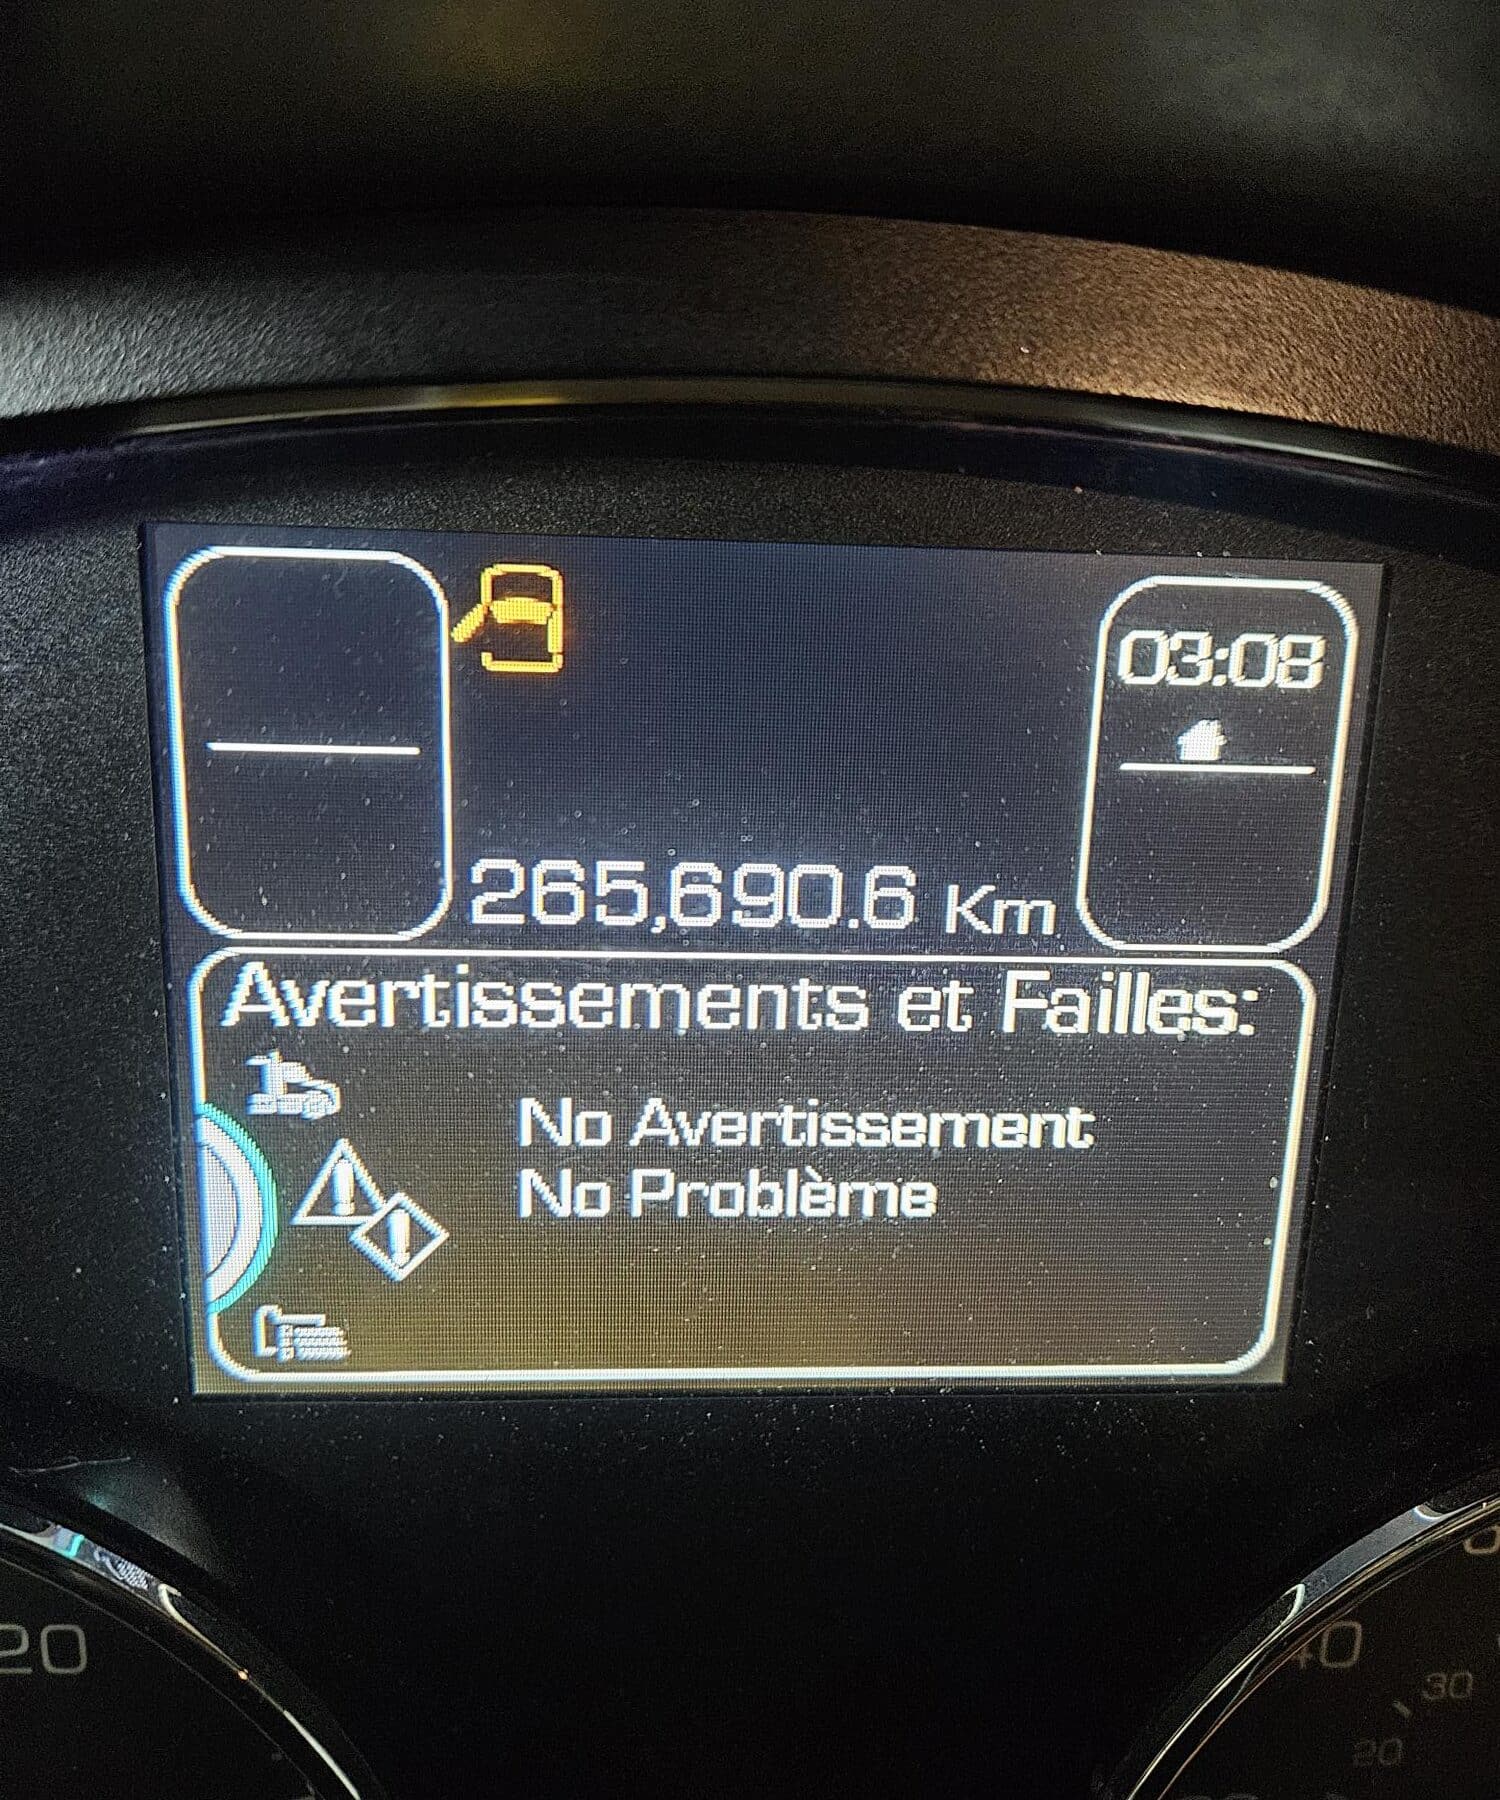 03:08
265,690.6 Km
Avertissements et Failles:
No Avertissement
No Problème
20
40
30
20